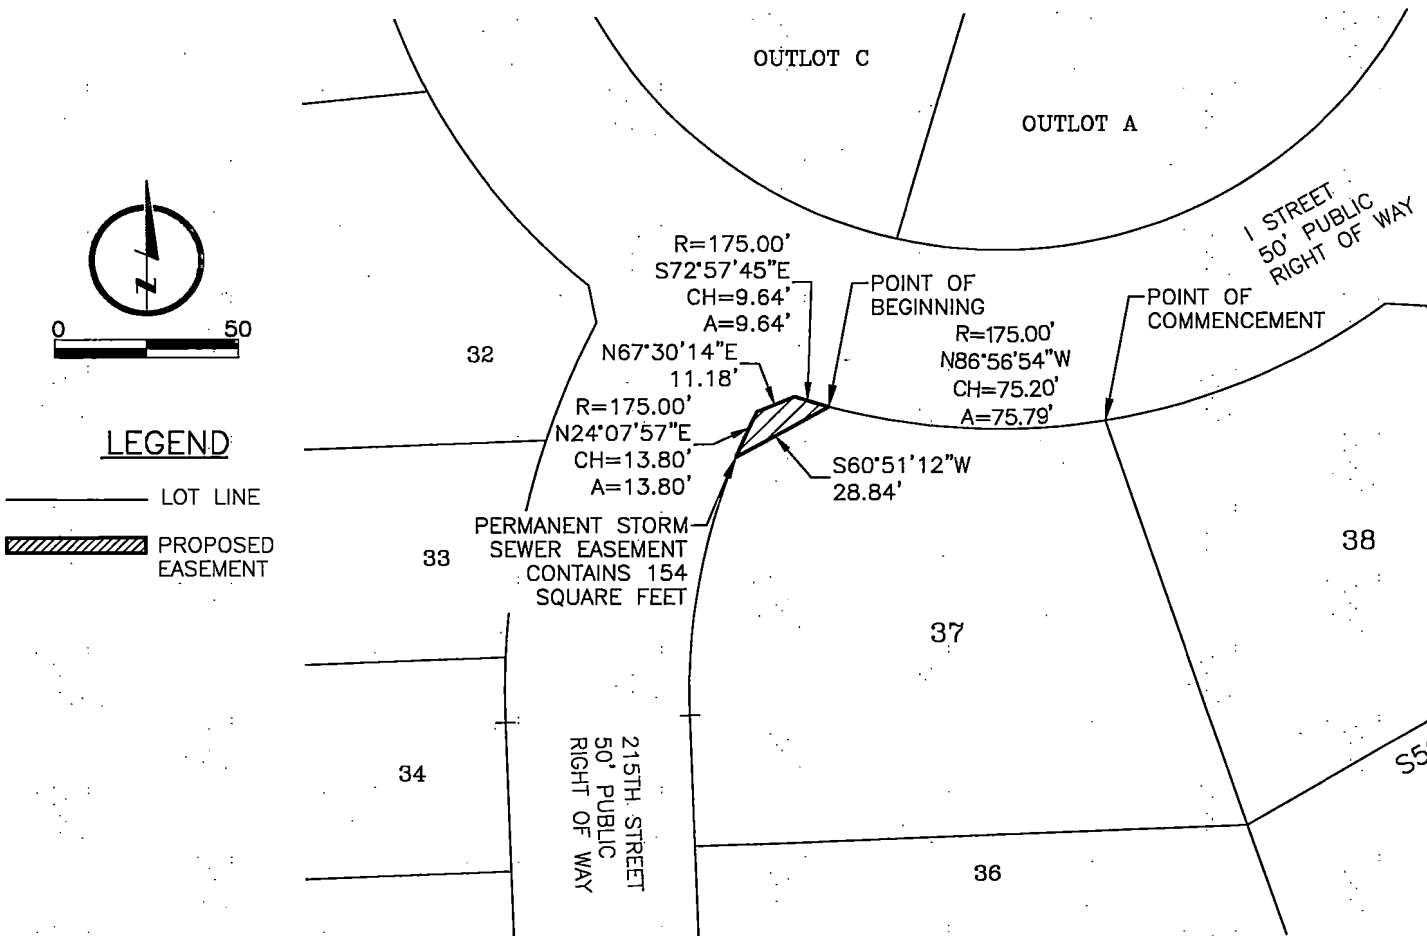 OUTLOT C
OUTLOT A
I STREET
50' PUBLIC
RIGHT OF WAY
R=175.00'
S72°57'45"E
CH=9.64'
A=9.64'
POINT OF
BEGINNING
POINT OF
COMMENCEMENT
R=175.00'
N86°56'54"W
CH=75.20'
A=75.79'
N
0 50
32
N67°30'14"E
11.18'
R=175.00'
N24°07'57"E
CH=13.80'
A=13.80'
S60°51'12"W
28.84'
LEGEND
LOT LINE
PROPOSED
EASEMENT
PERMANENT STORM
SEWER EASEMENT
CONTAINS 154
SQUARE FEET
33
38
37
34
215TH STREET
50' PUBLIC
RIGHT OF WAY
36